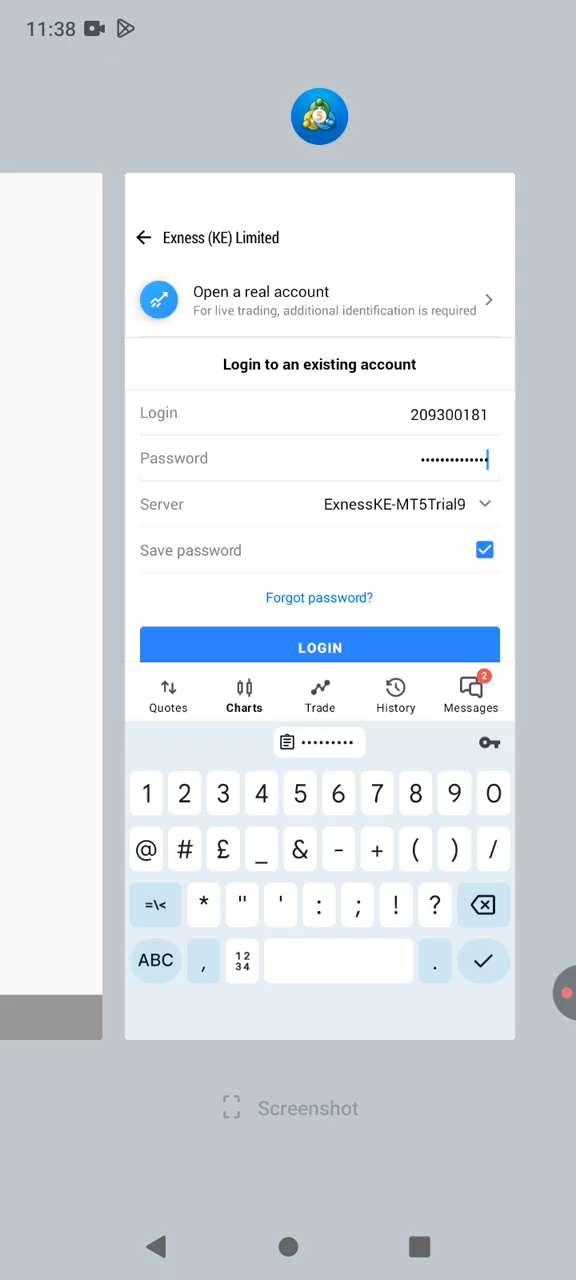 11:38
Exness (KE) Limited
Open a real account
For live trading, additional identification is required
Login to an existing account
Login 209300181
Password ••••••••••••••
Server ExnessKE-MT5Trial9
Save password
Forgot password?
LOGIN
2
Quotes Charts Trade History Messages
•••••••••
1 2 3 4 5 6 7 8 9 0
@ # £ _ & - + ( ) /
=\< * " ' : ; ! ?
ABC , 12 34 .
Screenshot